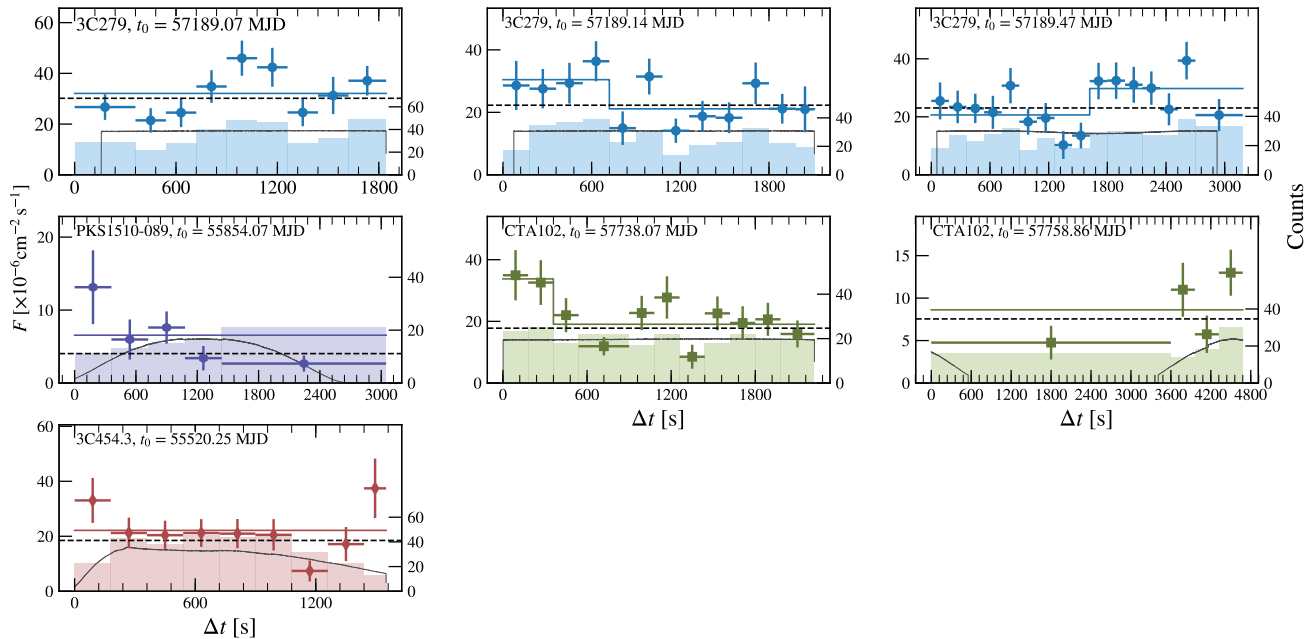 3C279, t₀ = 57189.07 MJD
60
40
20
0
60
40
20
0
0 600 1200 1800
3C279, t₀ = 57189.14 MJD
40
20
0
40
20
0
0 600 1200 1800
3C279, t₀ = 57189.47 MJD
40
20
0
60
40
20
0
0 600 1200 1800 2400 3000
F [×10⁻⁶cm⁻² s⁻¹]
Counts
PKS1510-089, t₀ = 55854.07 MJD
20
10
0
40
20
0
0 600 1200 1800 2400 3000
CTA102, t₀ = 57738.07 MJD
40
20
0
40
20
0
0 600 1200 1800
Δt [s]
CTA102, t₀ = 57758.86 MJD
15
10
5
0
40
20
0
0 600 1200 1800 2400 3000 3600 4200 4800
Δt [s]
3C454.3, t₀ = 55520.25 MJD
60
40
20
0
60
40
20
0
0 600 1200
Δt [s]